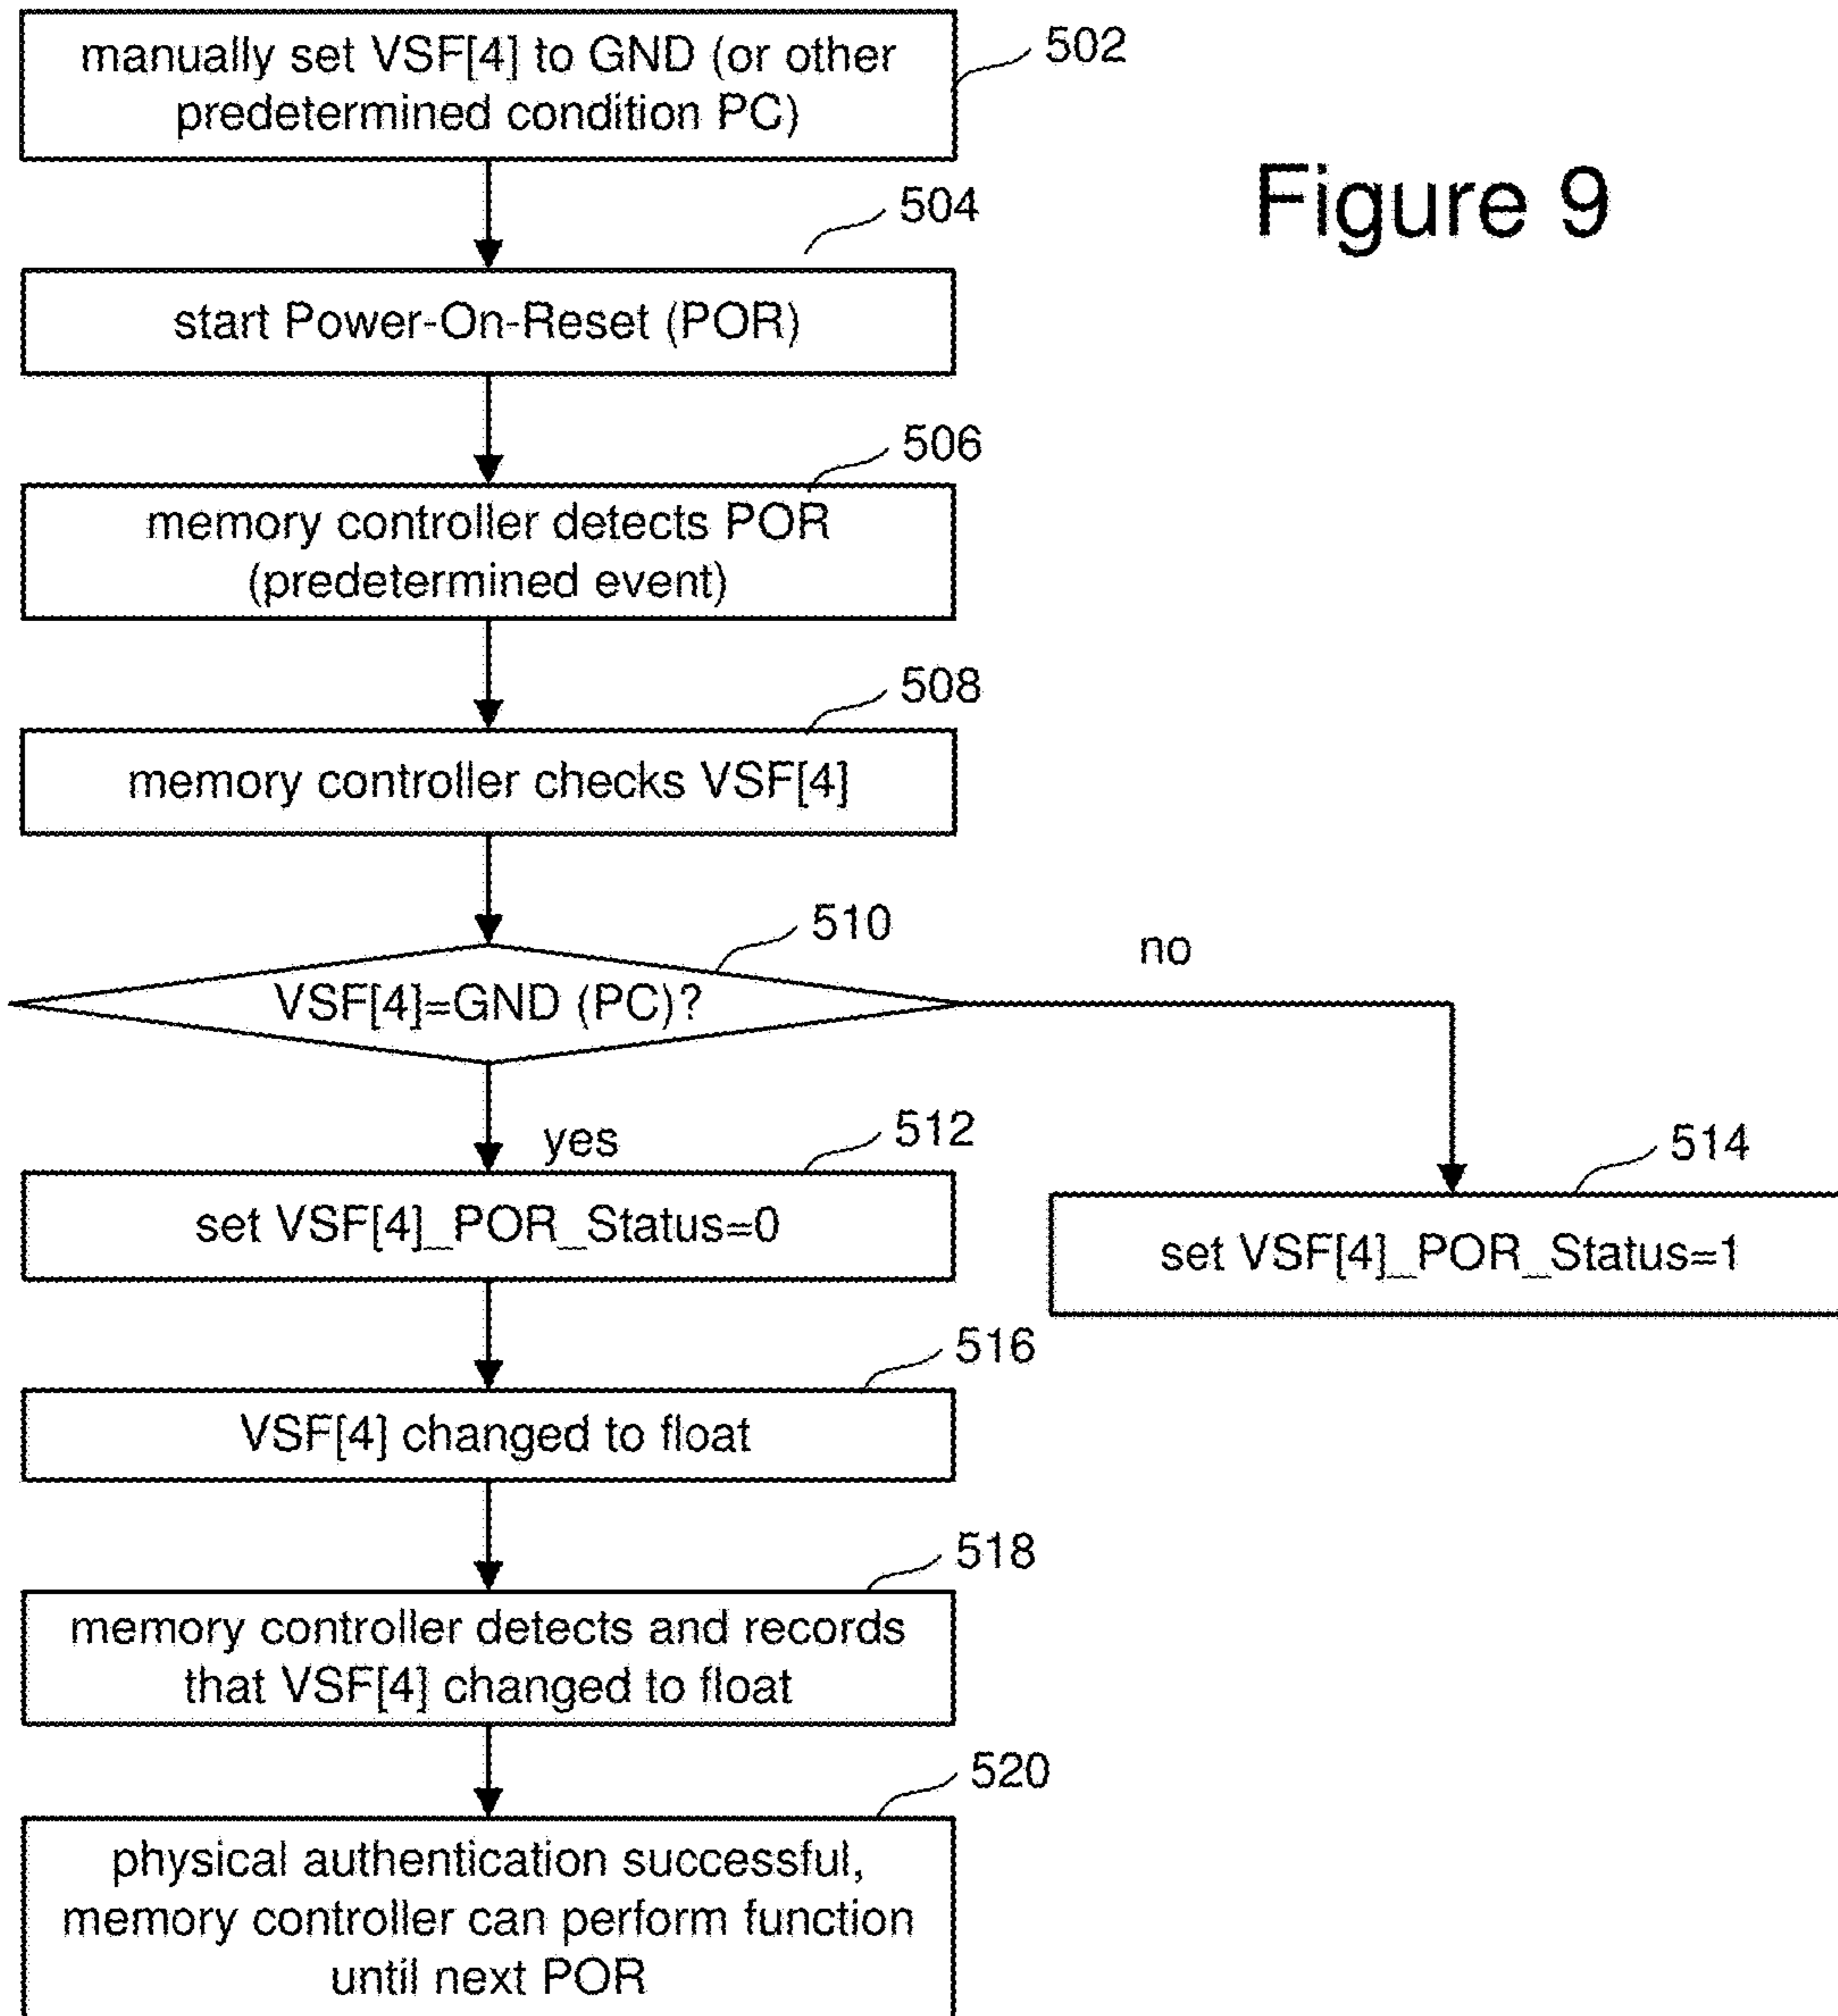 manually set VSF[4] to GND (or other
predetermined condition PC)
502
Figure 9
504
start Power-On-Reset (POR)
506
memory controller detects POR
(predetermined event)
508
memory controller checks VSF[4]
510
no
VSF[4]=GND (PC)?
yes
512
set VSF[4]_POR_Status=0
514
set VSF[4]_POR_Status=1
516
VSF[4] changed to float
518
memory controller detects and records
that VSF[4] changed to float
520
physical authentication successful,
memory controller can perform function
until next POR